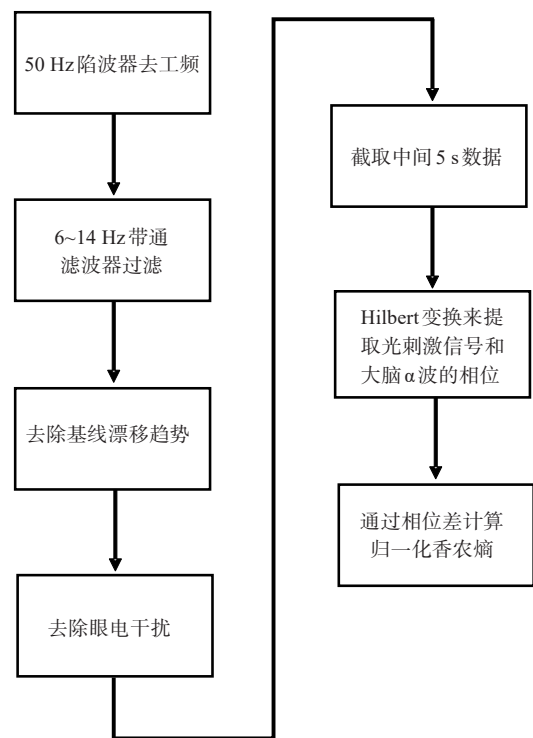 50 Hz陷波器去工频
6~14 Hz带通
滤波器过滤
去除基线漂移趋势
去除眼电干扰
截取中间5 s数据
Hilbert变换来提
取光刺激信号和
大脑α波的相位
通过相位差计算
归一化香农熵